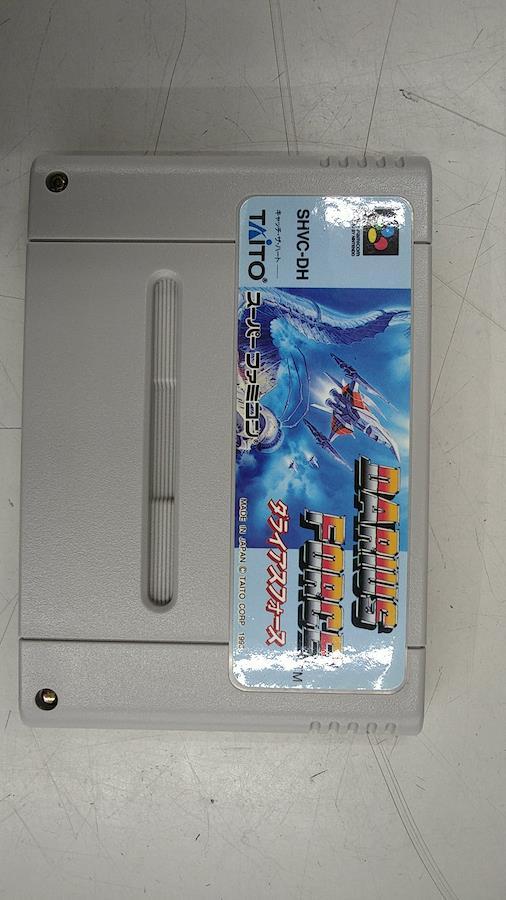 SHVC-DH
キャッチ・ザ・ハート
TAITO®
スーパーファミコン
DARIUS
FORCE
TM
ダライアスフォース
MADE IN JAPAN © TAITO CORP.